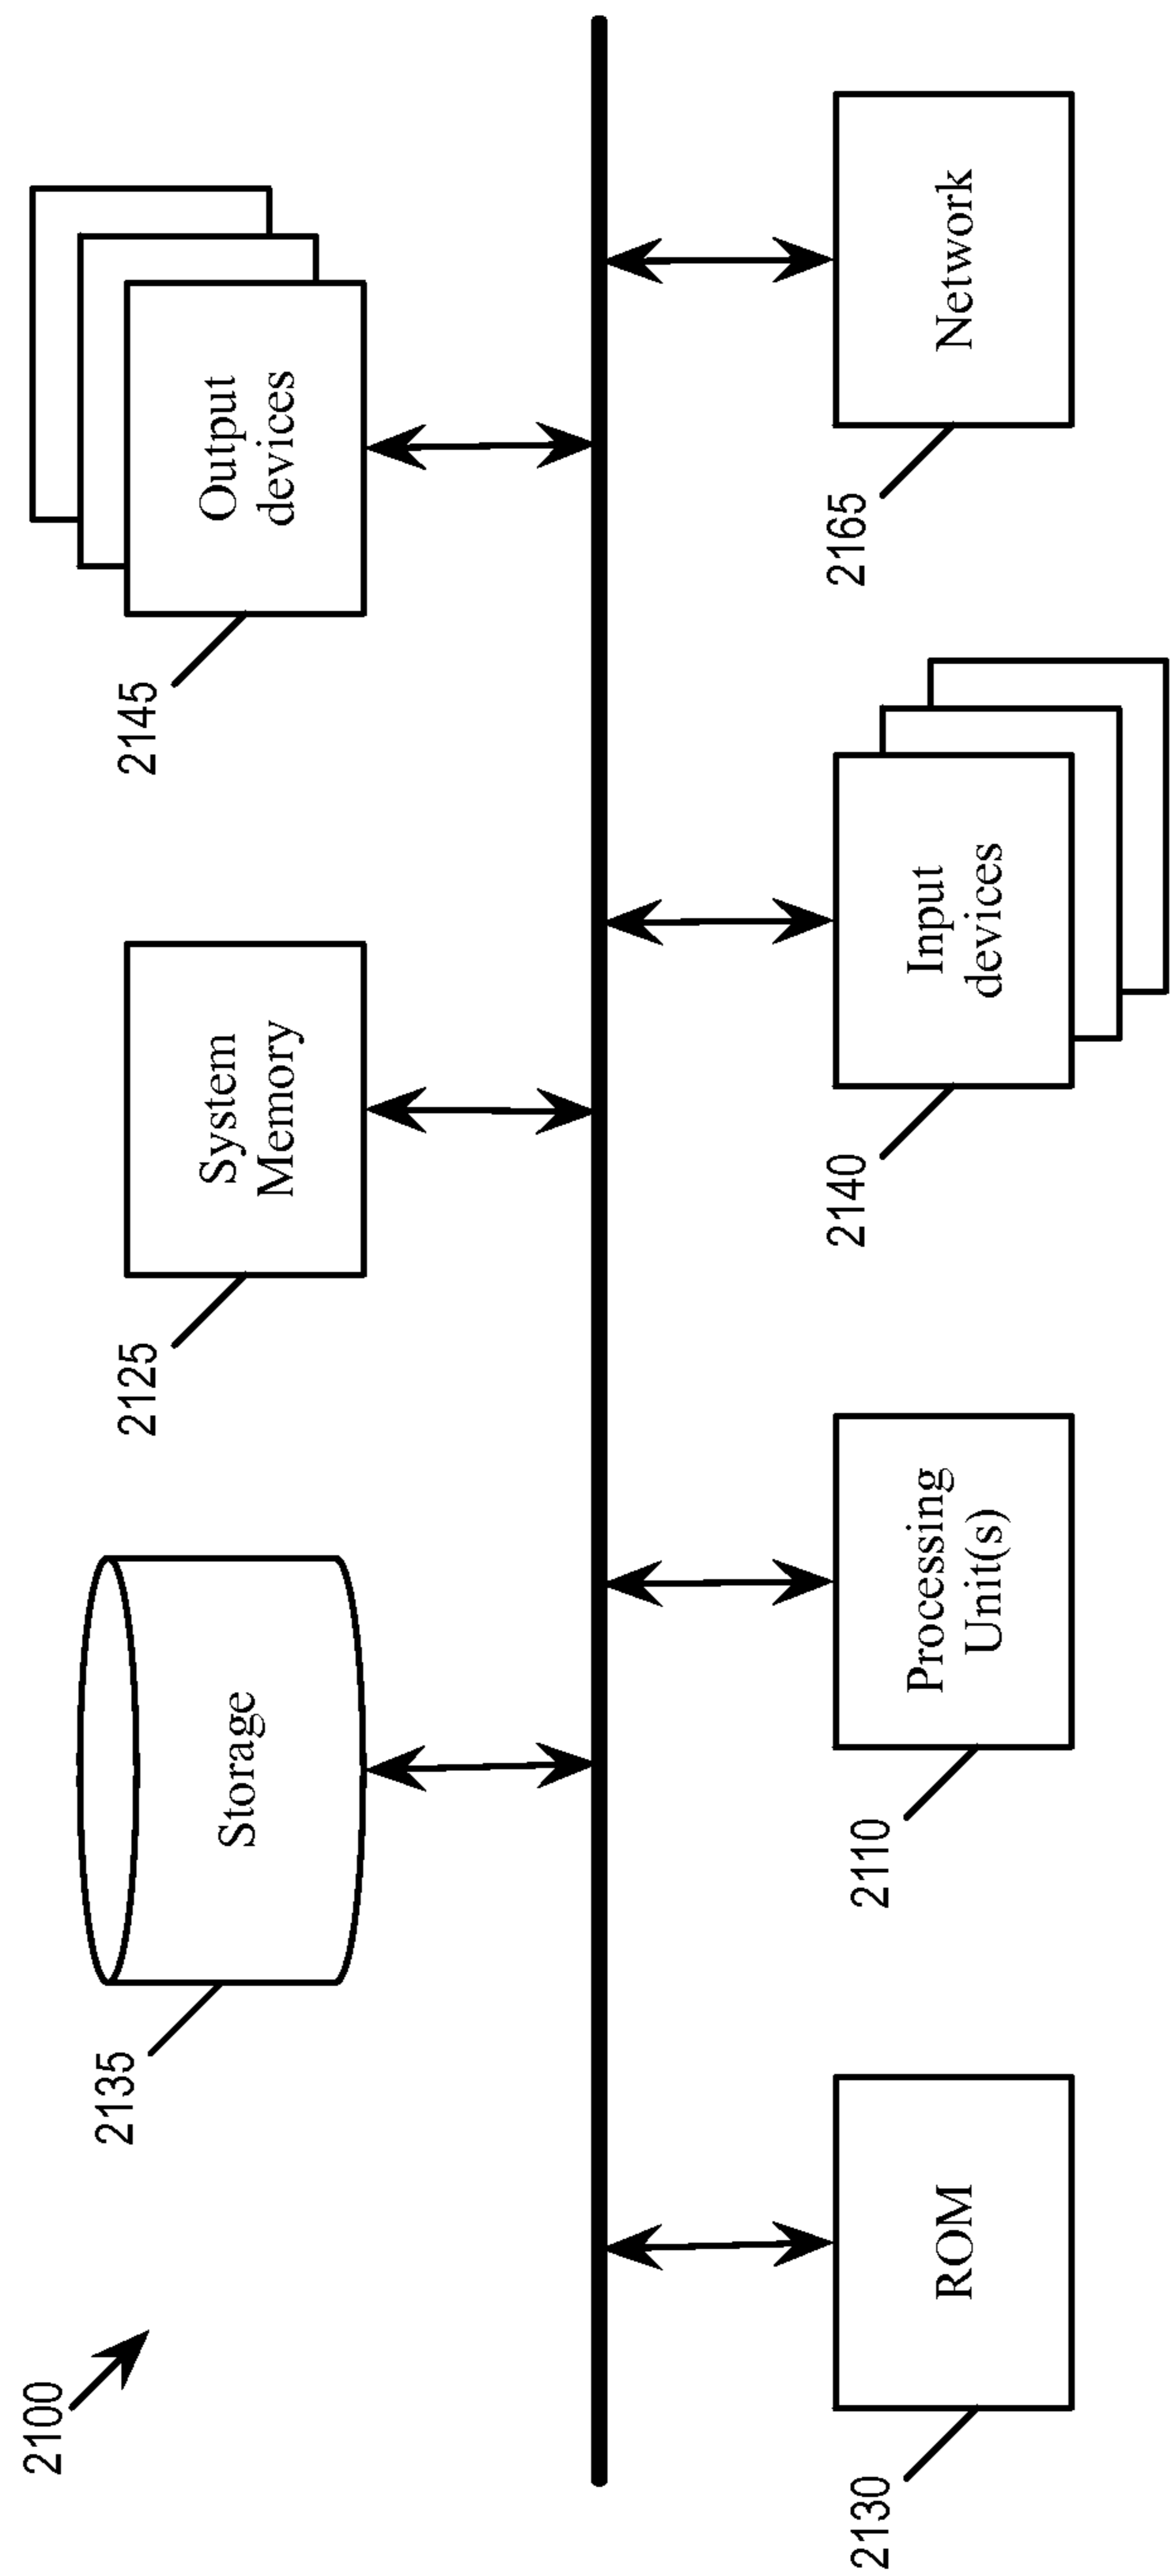 2100
2135
Storage
2125
System
Memory
2145
Output
devices
2130
ROM
2110
Processing
Unit(s)
2140
Input
devices
2165
Network